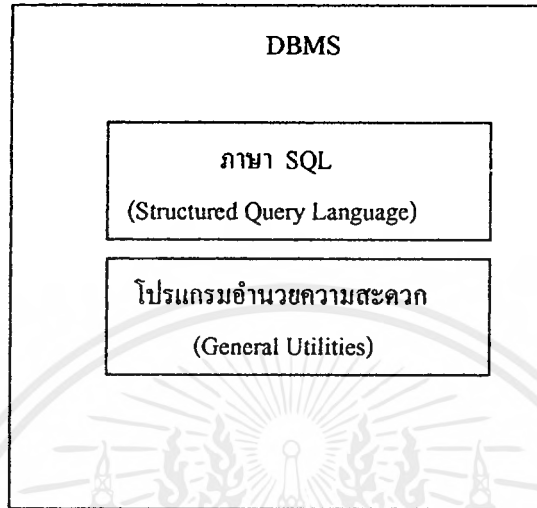 DBMS
ภาษา SQL
(Structured Query Language)
โปรแกรมอำนวยความสะดวก
(General Utilities)